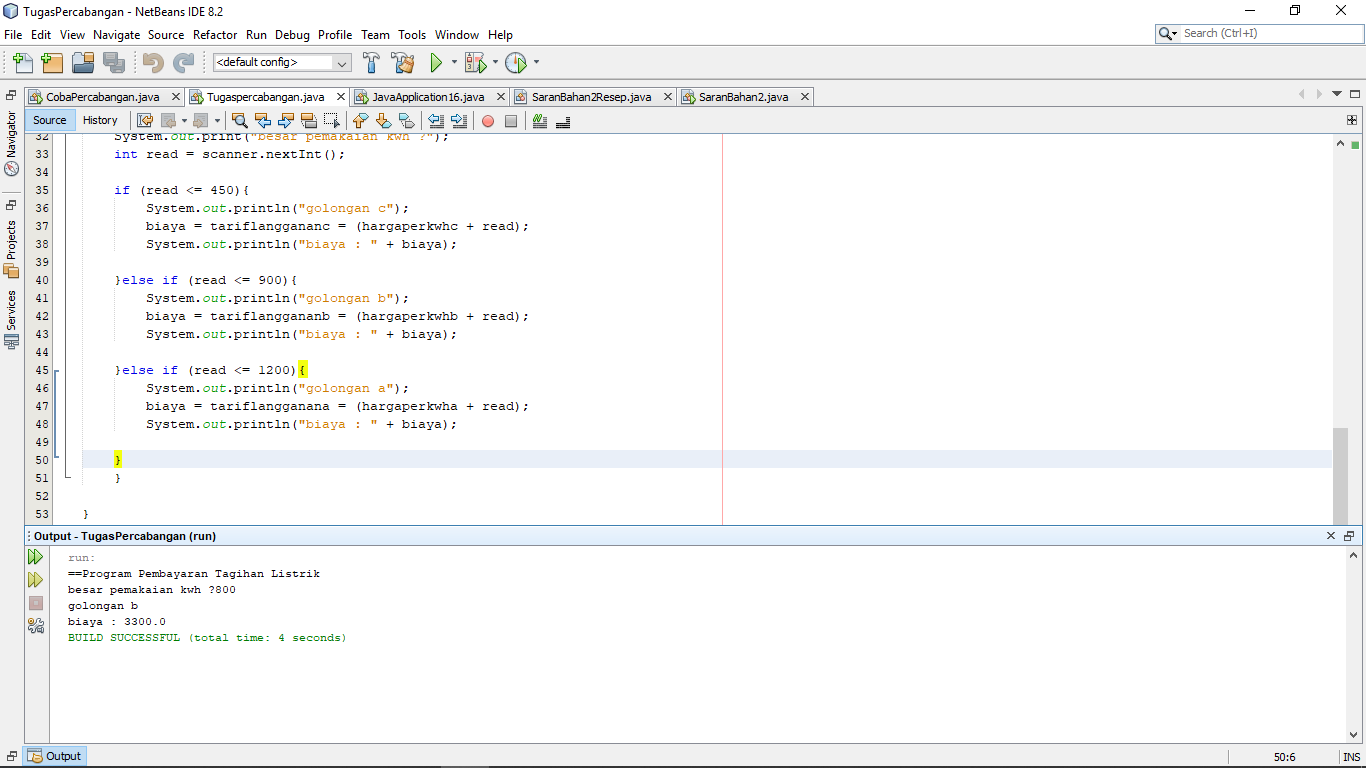 TugasPercabangan - NetBeans IDE 8.2
File Edit View Navigate Source Refactor Run Debug Profile Team Tools Window Help
Search (Ctrl+I)
<default config>
CobaPercabangan.java Tugaspercabangan.java JavaApplication16.java SaranBahan2Resep.java SaranBahan2.java
Source History
Navigator
Projects
Services
32 System.out.print("besar pemakaian kwh ?");
33 int read = scanner.nextInt();
34
35 if (read <= 450){
36 System.out.println("golongan c");
37 biaya = tariflanggananc = (hargaperkwhc + read);
38 System.out.println("biaya : " + biaya);
39
40 }else if (read <= 900){
41 System.out.println("golongan b");
42 biaya = tariflanggananb = (hargaperkwhb + read);
43 System.out.println("biaya : " + biaya);
44
45 }else if (read <= 1200){
46 System.out.println("golongan a");
47 biaya = tariflangganana = (hargaperkwha + read);
48 System.out.println("biaya : " + biaya);
49
50 }
51 }
52
53 }
Output - TugasPercabangan (run)
run:
==Program Pembayaran Tagihan Listrik
besar pemakaian kwh ?800
golongan b
biaya : 3300.0
BUILD SUCCESSFUL (total time: 4 seconds)
Output
50:6 INS